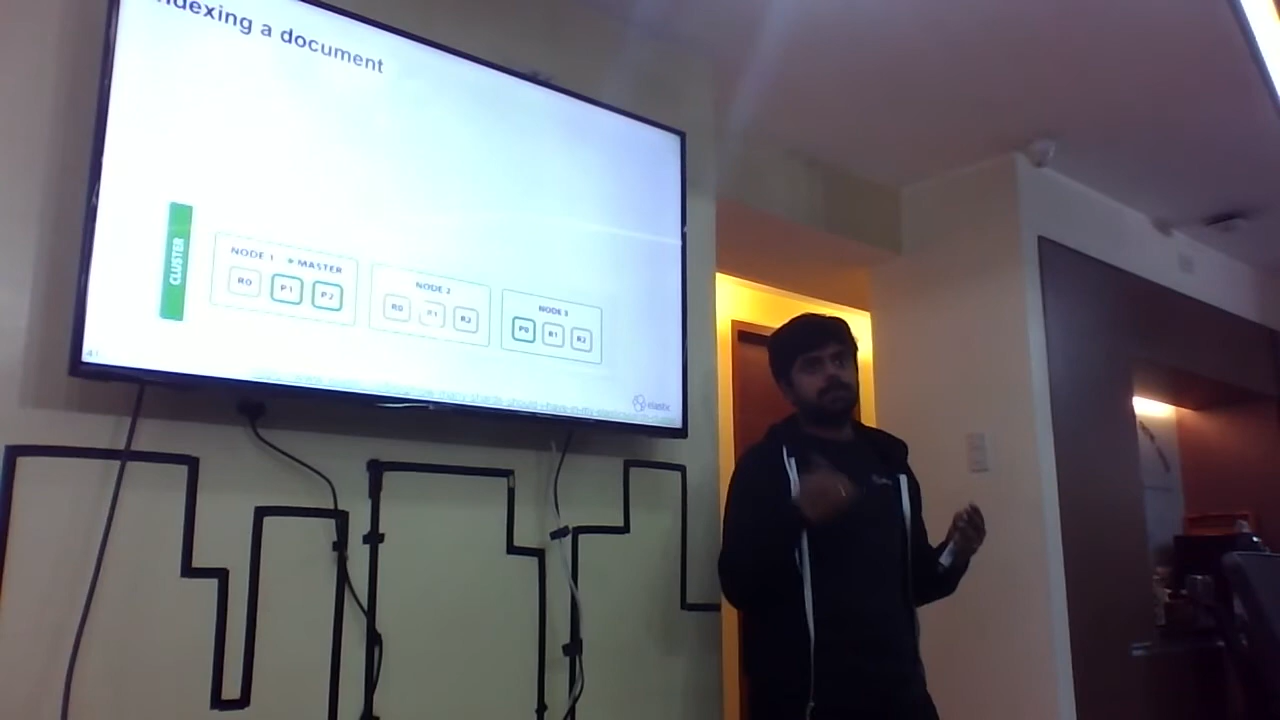 ndexing a document
CLUSTER
NODE 1 MASTER
R0 P1 P2
NODE 2
R0 R1 R2
NODE 3
P0 R1 R2
elastic